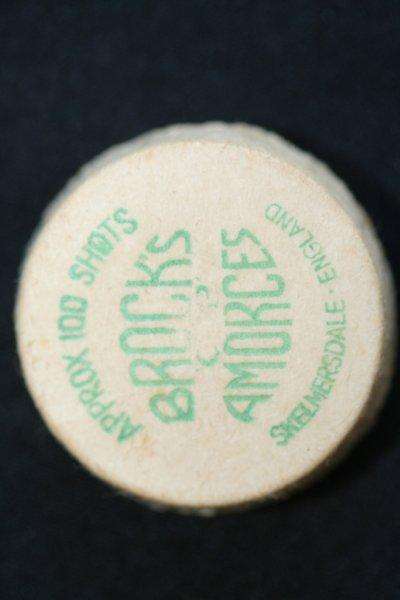 APPROX 100 SHOTS
BROCK'S
AMORCES
SKELMERSDALE · ENGLAND